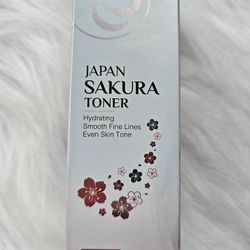 JAPAN
SAKURA
TONER
Hydrating
Smooth Fine Lines
Even Skin Tone